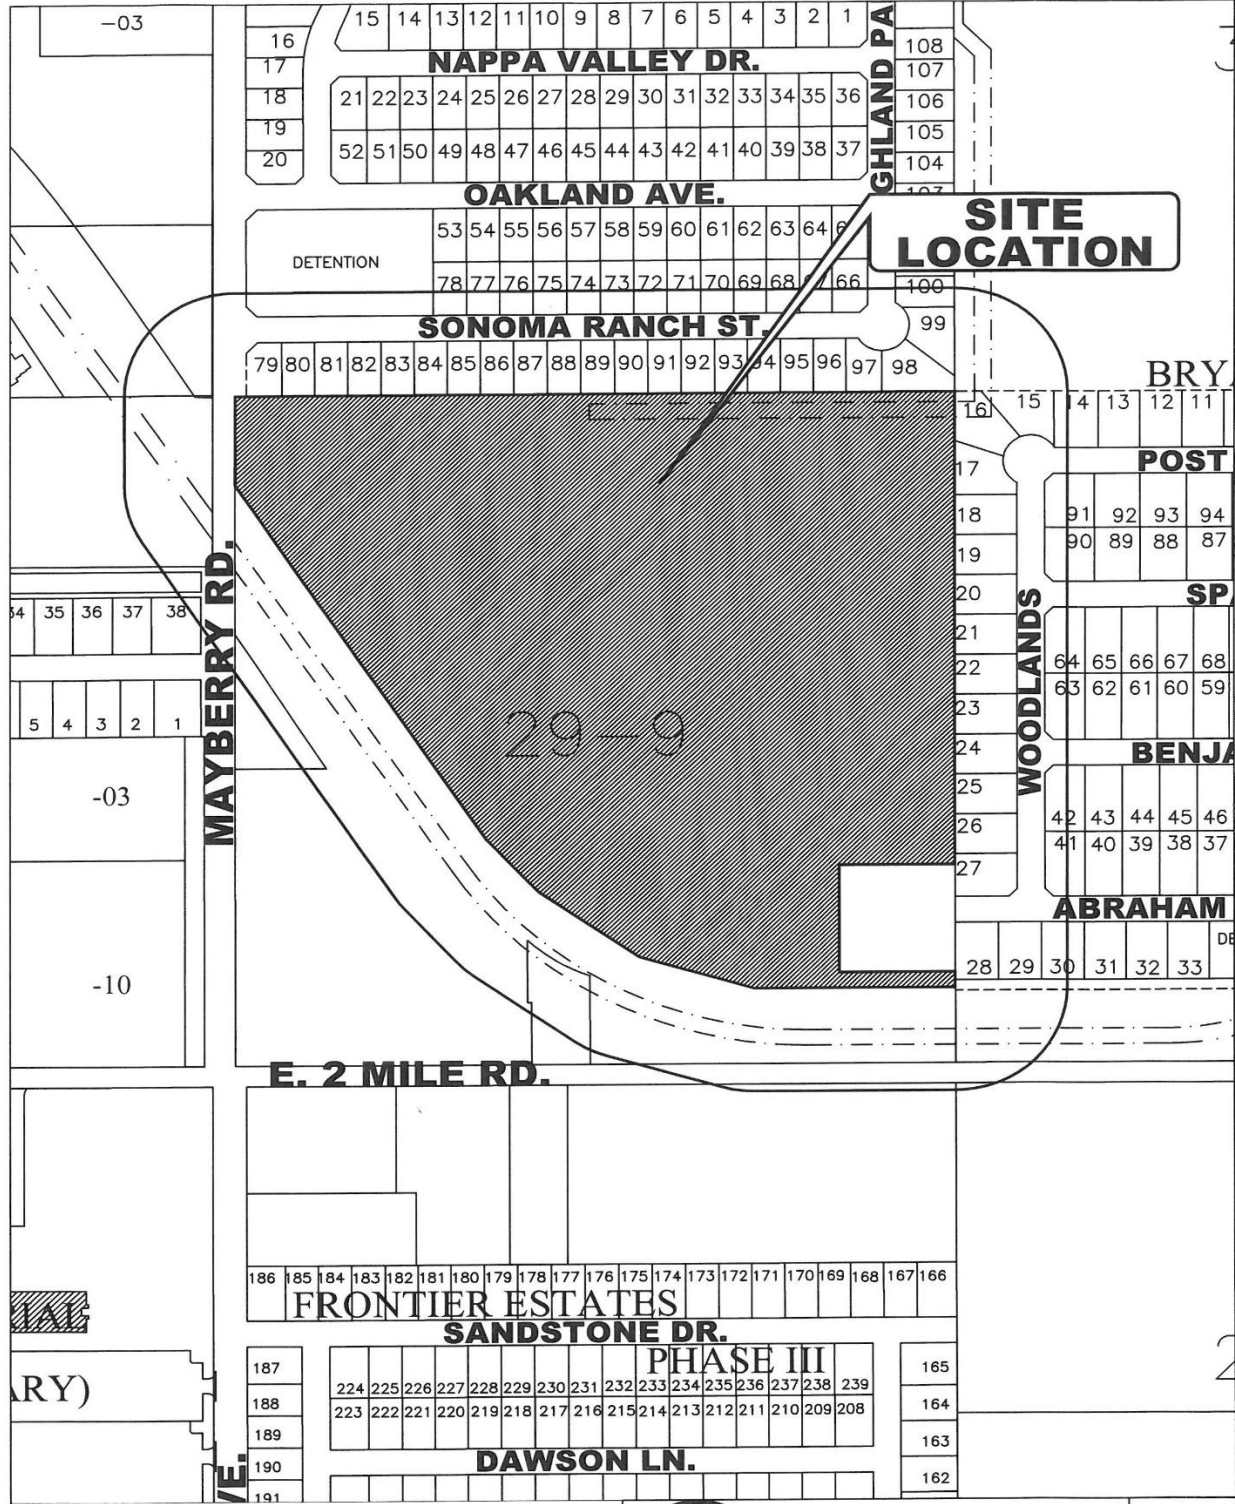 -03
15 14 13 12 11 10 9 8 7 6 5 4 3 2 1
16
108
NAPPA VALLEY DR.
GHLAND PA
17
107
18
21 22 23 24 25 26 27 28 29 30 31 32 33 34 35 36
106
19
105
20
52 51 50 49 48 47 46 45 44 43 42 41 40 39 38 37
104
OAKLAND AVE.
SITE
LOCATION
53 54 55 56 57 58 59 60 61 62 63 64
DETENTION
78 77 76 75 74 73 72 71 70 69 68 67 66
100
SONOMA RANCH ST.
99
79 80 81 82 83 84 85 86 87 88 89 90 91 92 93 94 95 96 97 98
BRYA
16 15 14 13 12 11
POST
17
18
91 92 93 94
90 89 88 87
19
20
SPA
34 35 36 37 38
MAYBERRY RD.
WOODLANDS
21
22
64 65 66 67 68
63 62 61 60 59
23
5 4 3 2 1
29-9
24
BENJA
-03
25
26
42 43 44 45 46
41 40 39 38 37
27
ABRAHAM
DE
28 29 30 31 32 33
-10
E. 2 MILE RD.
186 185 184 183 182 181 180 179 178 177 176 175 174 173 172 171 170 169 168 167 166
FRONTIER ESTATES
RIAL
SANDSTONE DR.
PHASE III
187
165
ARY)
224 225 226 227 228 229 230 231 232 233 234 235 236 237 238 239
188
223 222 221 220 219 218 217 216 215 214 213 212 211 210 209 208
164
189
163
DAWSON LN.
190
162
VE.
191